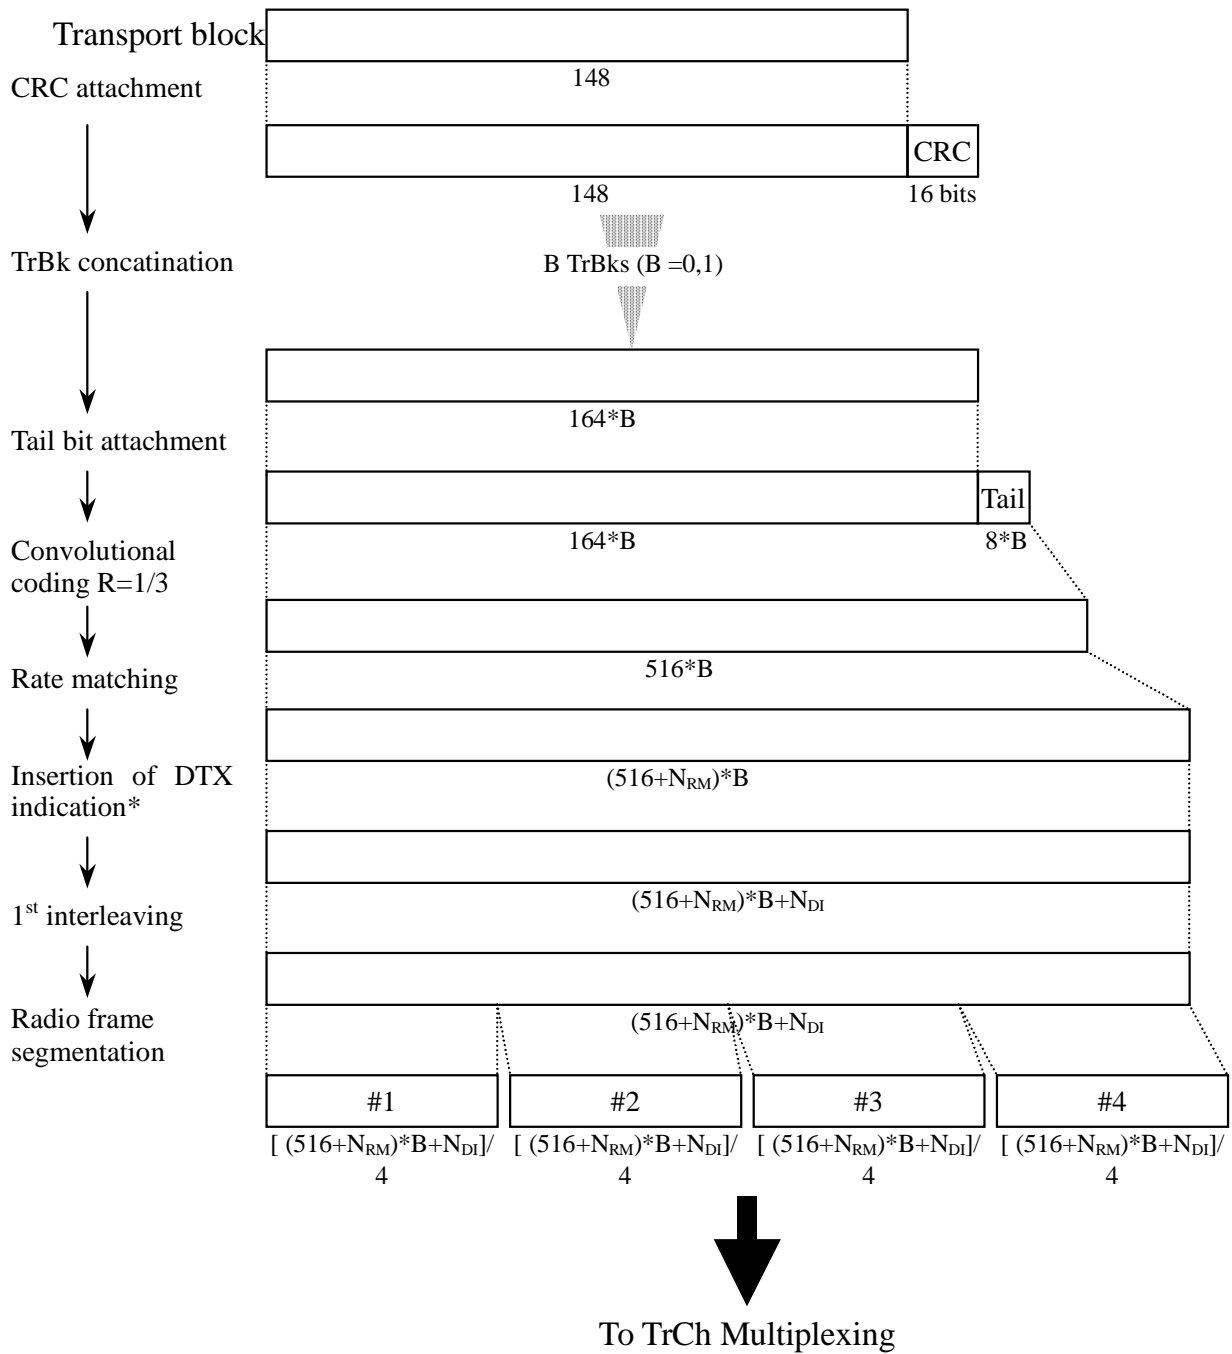 Transport block
148
CRC attachment
CRC
148
16 bits
TrBk concatination
B TrBks (B =0,1)
164*B
Tail bit attachment
Tail
164*B
8*B
Convolutional
coding R=1/3
516*B
Rate matching
(516+NRM)*B
Insertion of DTX
indication*
(516+NRM)*B+NDI
1st interleaving
(516+NRM)*B+NDI
Radio frame
segmentation
#1
#2
#3
#4
[ (516+NRM)*B+NDI]/
4
[ (516+NRM)*B+NDI]/
4
[ (516+NRM)*B+NDI]/
4
[ (516+NRM)*B+NDI]/
4
To TrCh Multiplexing